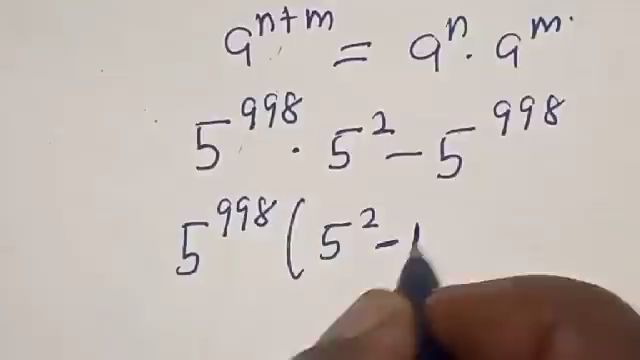 a^{n+m} = a^n · a^m.
5^{998} · 5^2 - 5^{998}
5^{998} ( 5^2 -